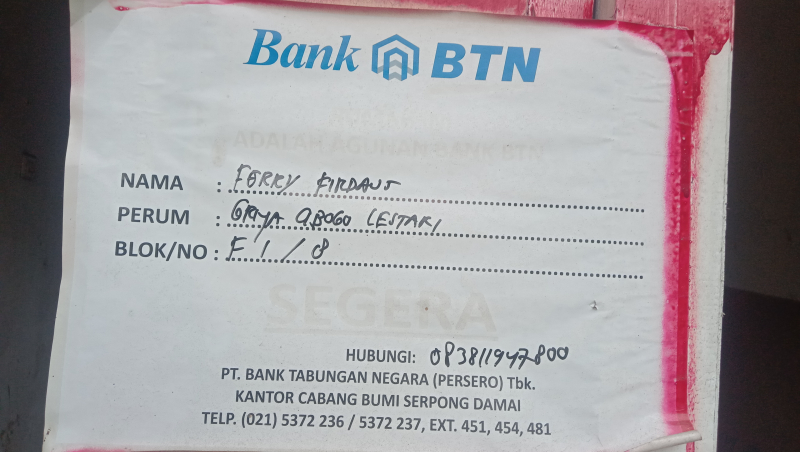 Bank BTN
ADALAH AGUNAN BANK BTN
NAMA : FERRY FIRDAUS
PERUM : GRIYA ABOGO LESTARI
BLOK/NO : F 1 / 8
SEGERA
HUBUNGI: 083811947800
PT. BANK TABUNGAN NEGARA (PERSERO) Tbk.
KANTOR CABANG BUMI SERPONG DAMAI
TELP. (021) 5372 236 / 5372 237, EXT. 451, 454, 481